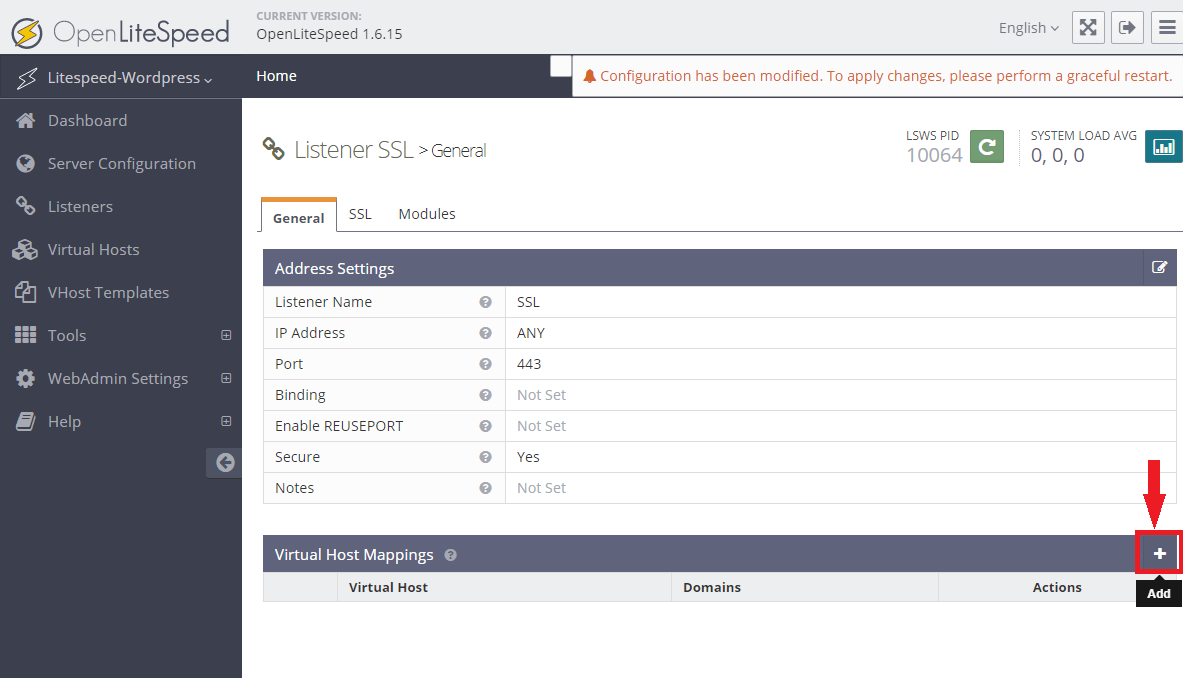 OpenLiteSpeed
CURRENT VERSION:
OpenLiteSpeed 1.6.15
English
Litespeed-Wordpress
Home
Configuration has been modified. To apply changes, please perform a graceful restart.
Dashboard
Server Configuration
Listeners
Virtual Hosts
VHost Templates
Tools
WebAdmin Settings
Help
Listener SSL > General
LSWS PID
10064
SYSTEM LOAD AVG
0, 0, 0
General SSL Modules
Address Settings
Listener Name SSL
IP Address ANY
Port 443
Binding Not Set
Enable REUSEPORT Not Set
Secure Yes
Notes Not Set
Virtual Host Mappings
Virtual Host Domains Actions
Add